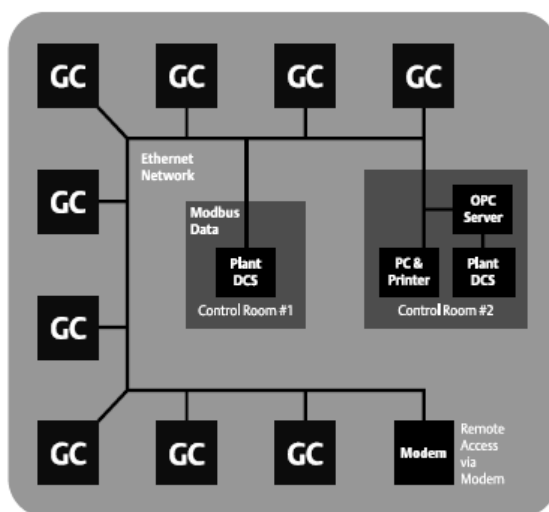 GC
GC
GC
GC
Ethernet
Network
GC
Modbus
Data
OPC
Server
Plant
DCS
PC &
Printer
Plant
DCS
Control Room #1
Control Room #2
GC
GC
GC
GC
Modem
Remote
Access
via
Modem